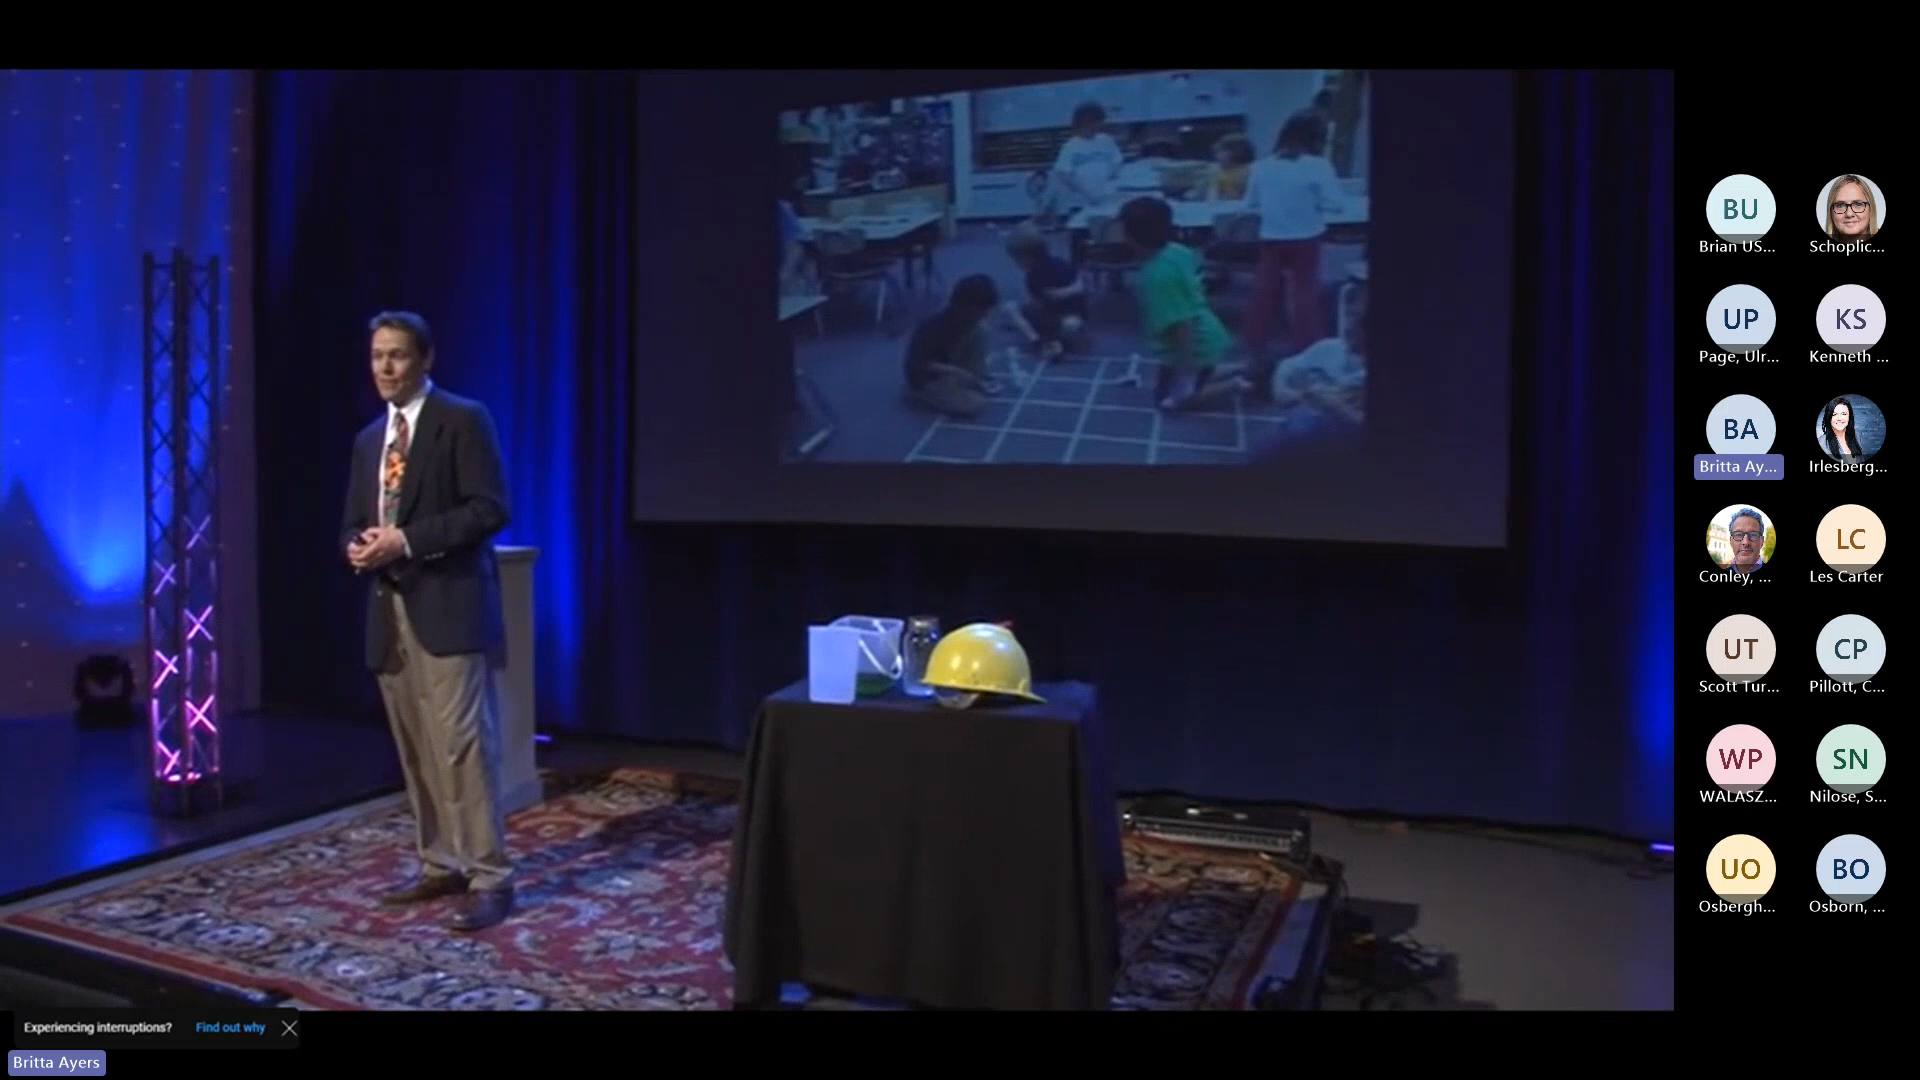 BU
Brian US...
Schoplic...
UP
Page, Ulr...
KS
Kenneth ...
BA
Britta Ay...
Irlesberg...
Conley, ...
LC
Les Carter
UT
Scott Tur...
CP
Pillott, C...
WP
WALASZ...
SN
Nilose, S...
UO
Osbergh...
BO
Osborn, ...
Experiencing interruptions? Find out why
Britta Ayers